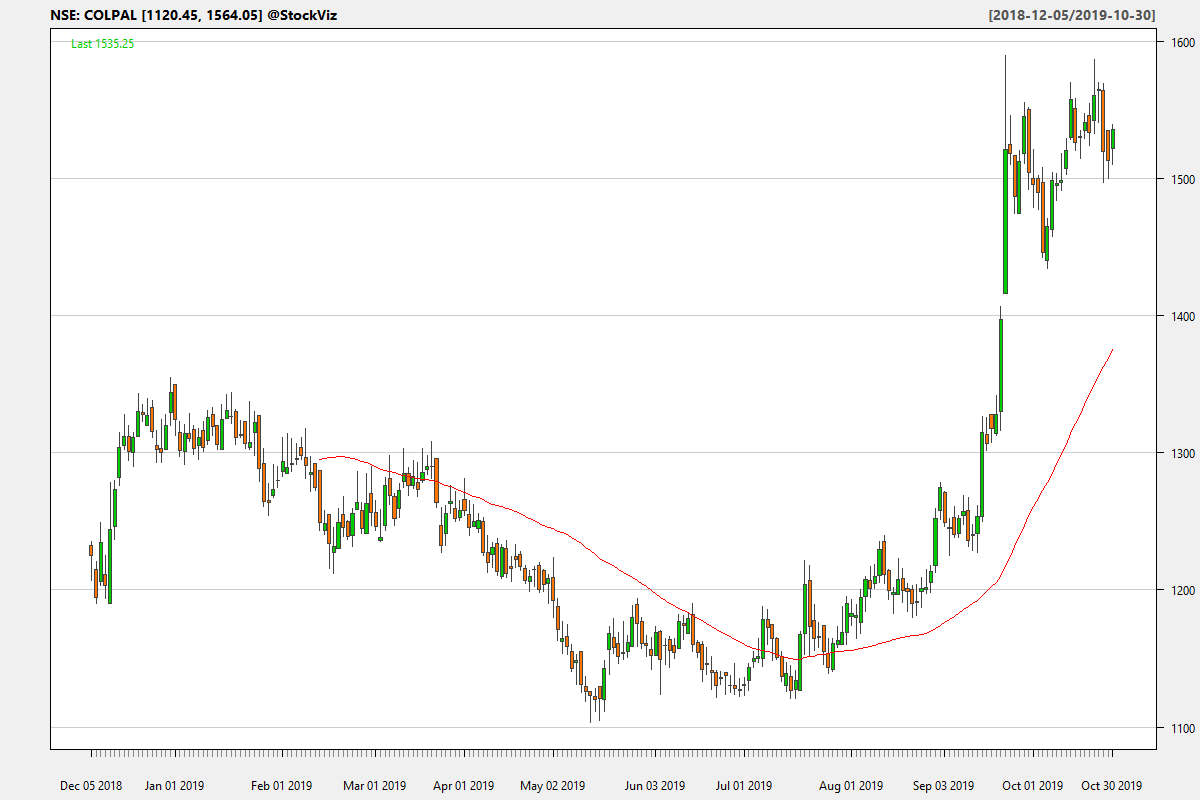 NSE: COLPAL [1120.45, 1564.05] @StockViz
[2018-12-05/2019-10-30]
Last 1535.25
1600
1500
1400
1300
1200
1100
Dec 05 2018 Jan 01 2019 Feb 01 2019 Mar 01 2019 Apr 01 2019 May 02 2019 Jun 03 2019 Jul 01 2019 Aug 01 2019 Sep 03 2019 Oct 01 2019 Oct 30 2019